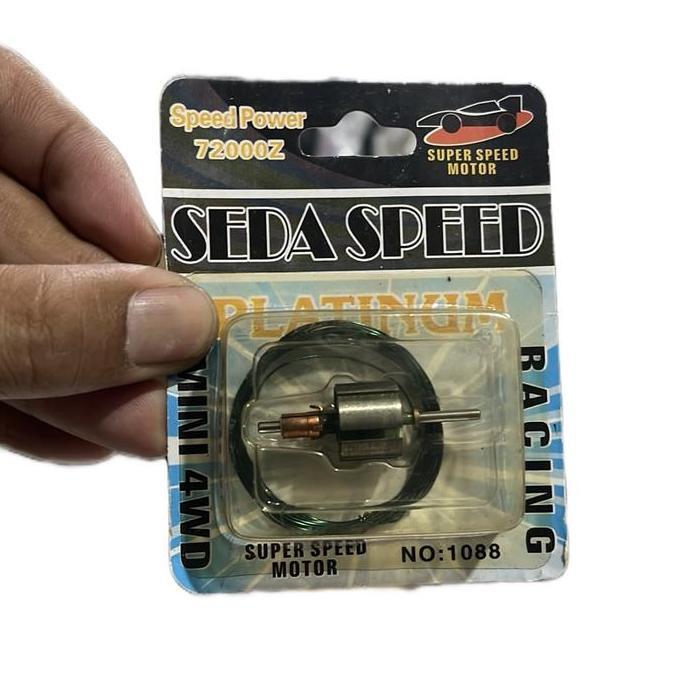 Speed Power
72000Z
SUPER SPEED
MOTOR
SEDA SPEED
PLATINUM
MINI 4WD
RACING
SUPER SPEED
MOTOR
NO:1088